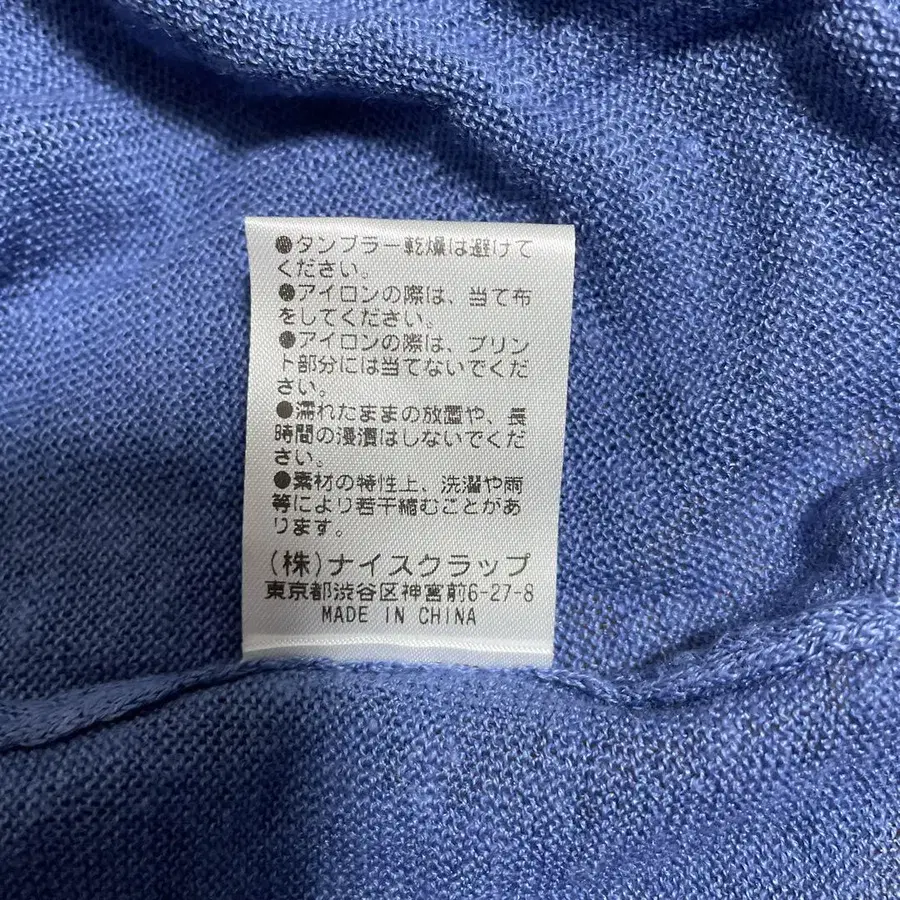 ●タンブラー乾燥は避けて
ください。
●アイロンの際は、当て布
をしてください。
●アイロンの際は、プリン
ト部分には当てないでくだ
さい。
●濡れたままの放置や、長
時間の浸漬はしないでくだ
さい。
●素材の特性上、洗濯や雨
等により若干縮むことがあ
ります。
(株)ナイスクラップ
東京都渋谷区神宮前6-27-8
MADE IN CHINA